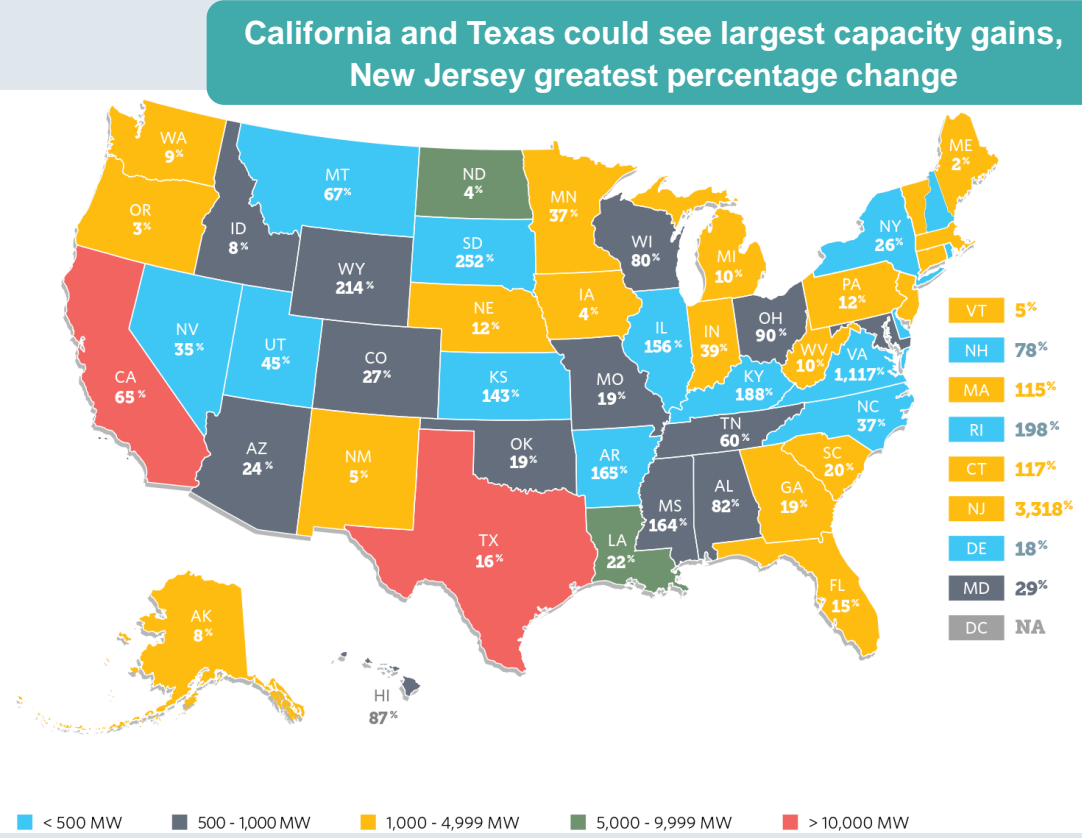 California and Texas could see largest capacity gains,
New Jersey greatest percentage change
WA
9%
OR
3%
CA
65%
ID
8%
NV
35%
MT
67%
WY
214%
UT
45%
AZ
24%
CO
27%
NM
5%
ND
4%
SD
252%
NE
12%
KS
143%
OK
19%
TX
16%
MN
37%
IA
4%
MO
19%
AR
165%
LA
22%
WI
80%
IL
156%
MI
10%
IN
39%
OH
90%
KY
188%
TN
60%
MS
164%
AL
82%
GA
19%
FL
15%
SC
20%
NC
37%
VA
1,117%
WV
10%
PA
12%
NY
26%
ME
2%
AK
8%
HI
87%
VT 5%
NH 78%
MA 115%
RI 198%
CT 117%
NJ 3,318%
DE 18%
MD 29%
DC NA
< 500 MW 500 - 1,000 MW 1,000 - 4,999 MW 5,000 - 9,999 MW > 10,000 MW